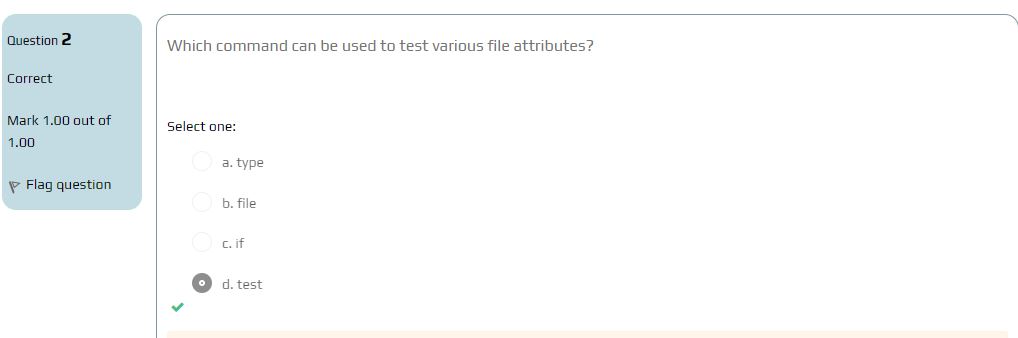 Question 2
Correct
Mark 1.00 out of
1.00
Flag question
Which command can be used to test various file attributes?
Select one:
a. type
b. file
c. if
d. test